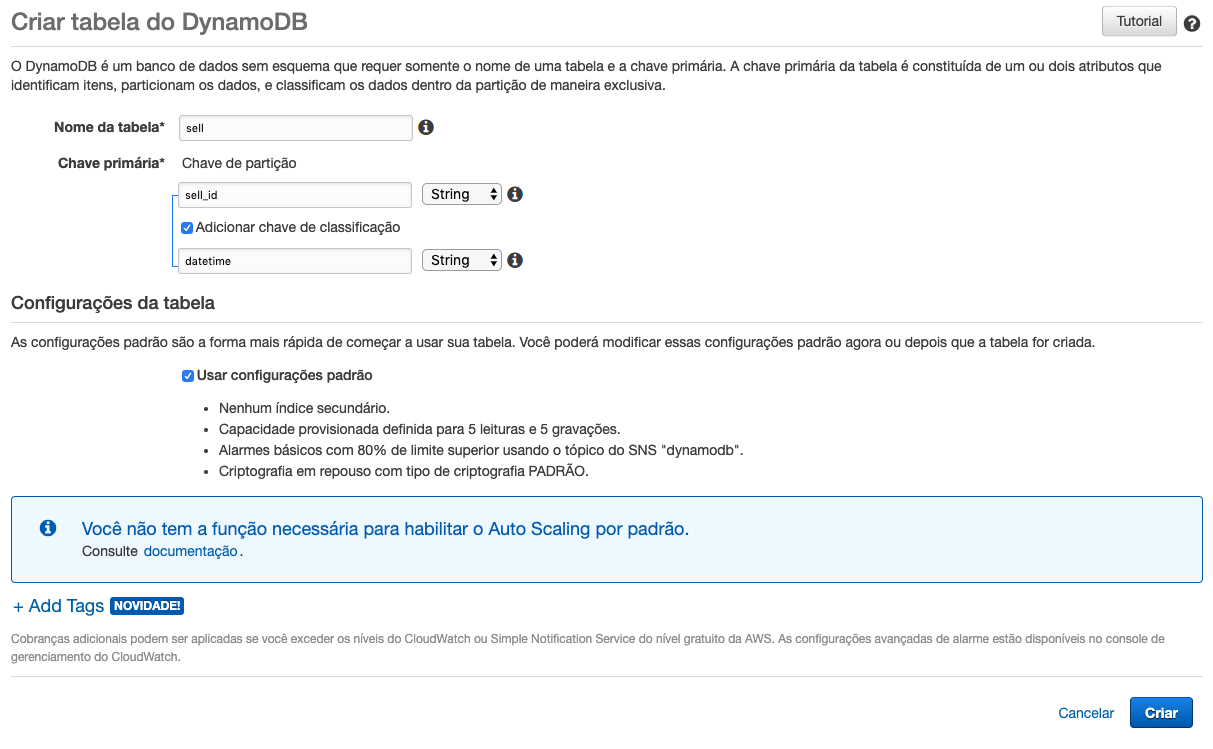 Criar tabela do DynamoDB
Tutorial
O DynamoDB é um banco de dados sem esquema que requer somente o nome de uma tabela e a chave primária. A chave primária da tabela é constituída de um ou dois atributos que
identificam itens, particionam os dados, e classificam os dados dentro da partição de maneira exclusiva.
Nome da tabela* sell
Chave primária* Chave de partição
sell_id String
Adicionar chave de classificação
datetime String
Configurações da tabela
As configurações padrão são a forma mais rápida de começar a usar sua tabela. Você poderá modificar essas configurações padrão agora ou depois que a tabela for criada.
Usar configurações padrão
• Nenhum índice secundário.
• Capacidade provisionada definida para 5 leituras e 5 gravações.
• Alarmes básicos com 80% de limite superior usando o tópico do SNS "dynamodb".
• Criptografia em repouso com tipo de criptografia PADRÃO.
Você não tem a função necessária para habilitar o Auto Scaling por padrão.
Consulte documentação.
+ Add Tags NOVIDADE!
Cobranças adicionais podem ser aplicadas se você exceder os níveis do CloudWatch ou Simple Notification Service do nível gratuito da AWS. As configurações avançadas de alarme estão disponíveis no console de
gerenciamento do CloudWatch.
Cancelar Criar